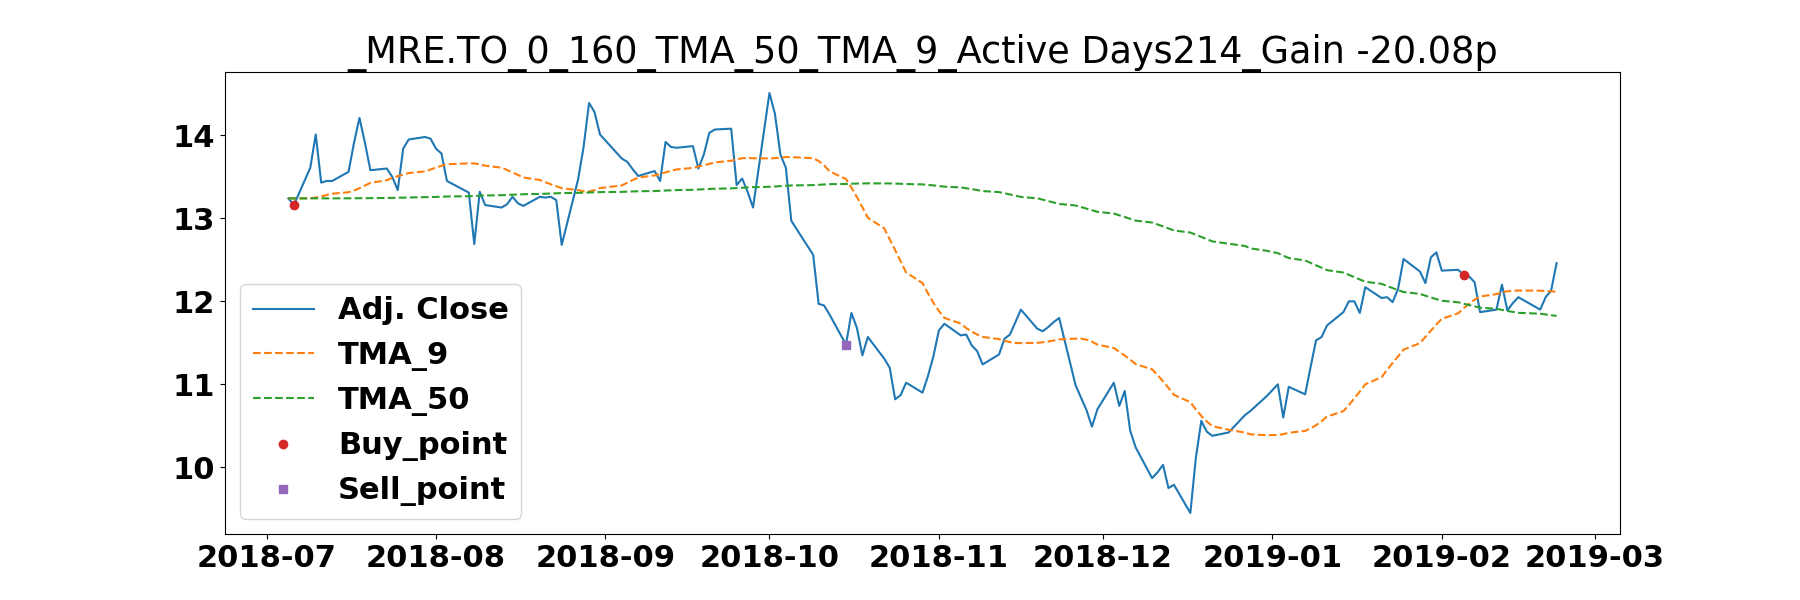 _MRE.TO_0_160_TMA_50_TMA_9_Active Days214_Gain -20.08p
14
13
12
11
10
Adj. Close
TMA_9
TMA_50
Buy_point
Sell_point
2018-07 2018-08 2018-09 2018-10 2018-11 2018-12 2019-01 2019-02 2019-03